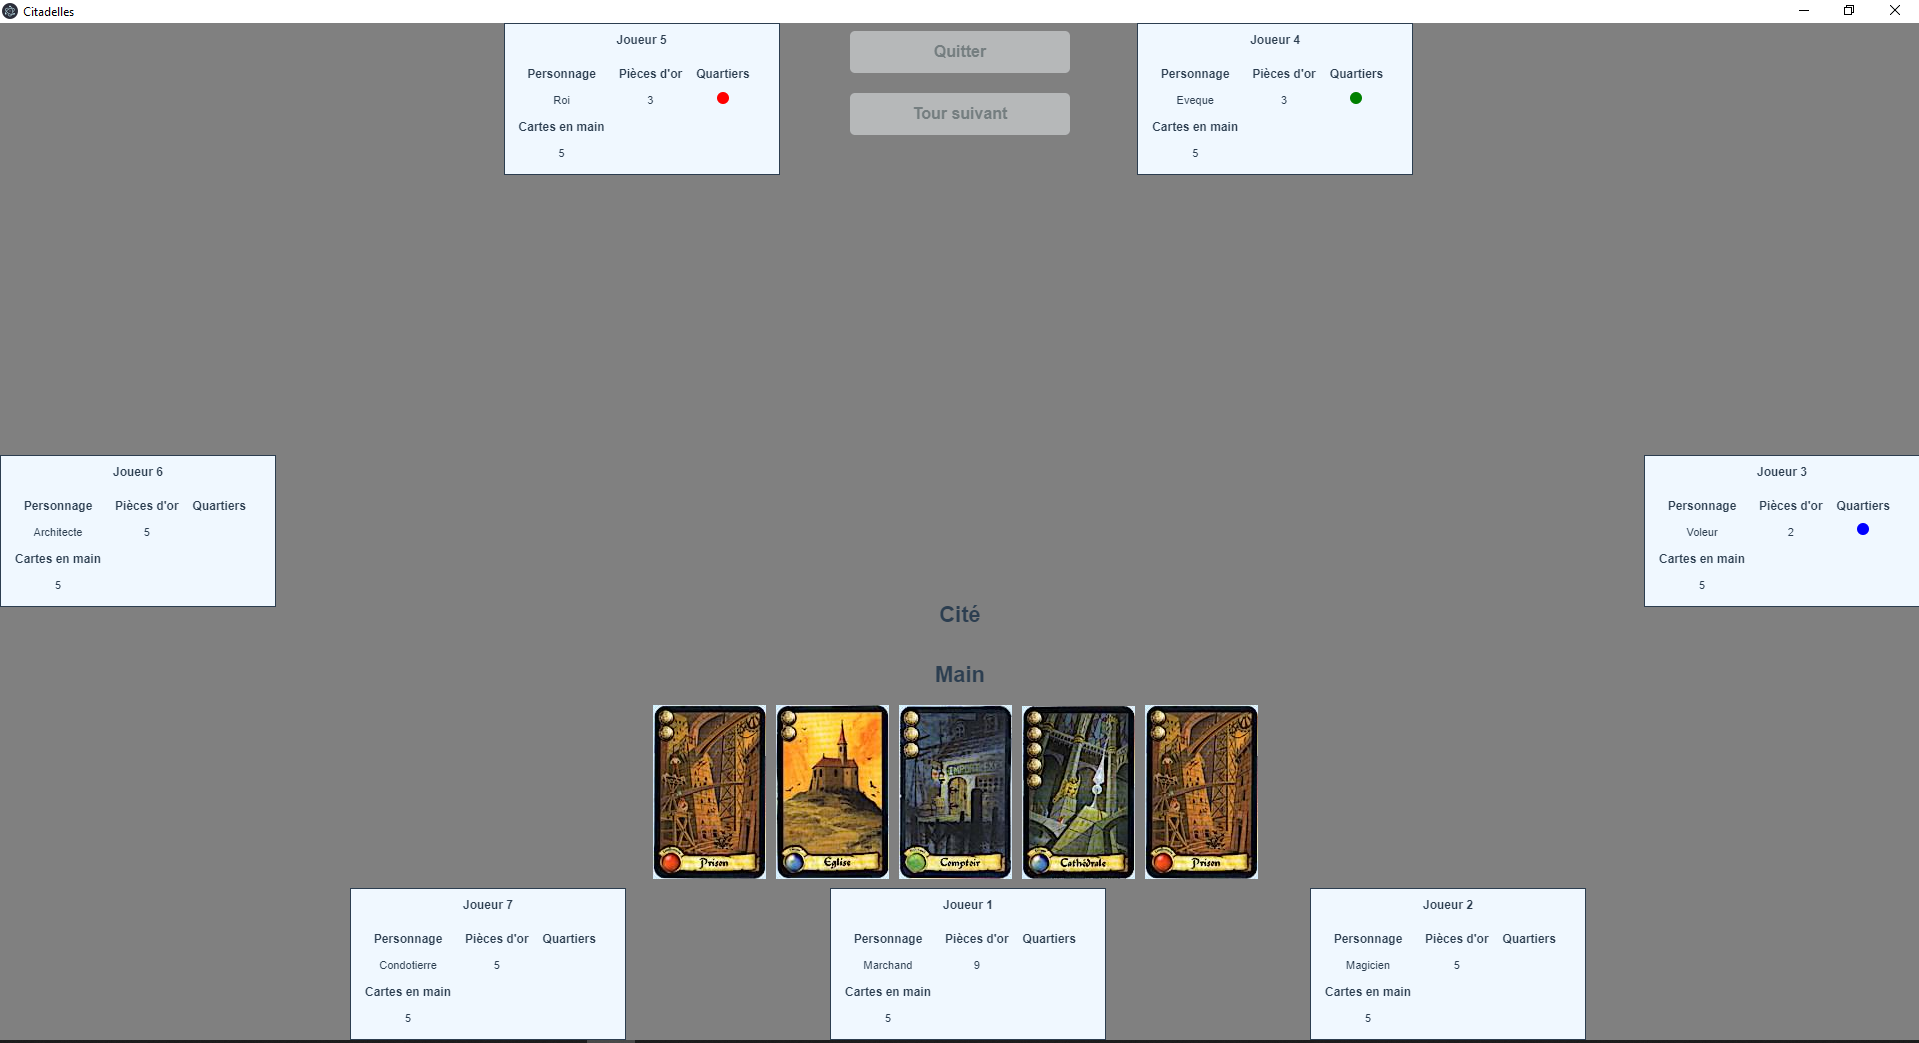 Citadelles
Joueur 5
Personnage Pièces d'or Quartiers
Roi 3
Cartes en main
5
Quitter
Tour suivant
Joueur 4
Personnage Pièces d'or Quartiers
Eveque 3
Cartes en main
5
Joueur 6
Personnage Pièces d'or Quartiers
Architecte 5
Cartes en main
5
Joueur 3
Personnage Pièces d'or Quartiers
Voleur 2
Cartes en main
5
Cité
Main
IMPORT-EX
Prison
Église
Comptoir
Cathédrale
Prison
Joueur 7
Personnage Pièces d'or Quartiers
Condotierre 5
Cartes en main
5
Joueur 1
Personnage Pièces d'or Quartiers
Marchand 9
Cartes en main
5
Joueur 2
Personnage Pièces d'or Quartiers
Magicien 5
Cartes en main
5